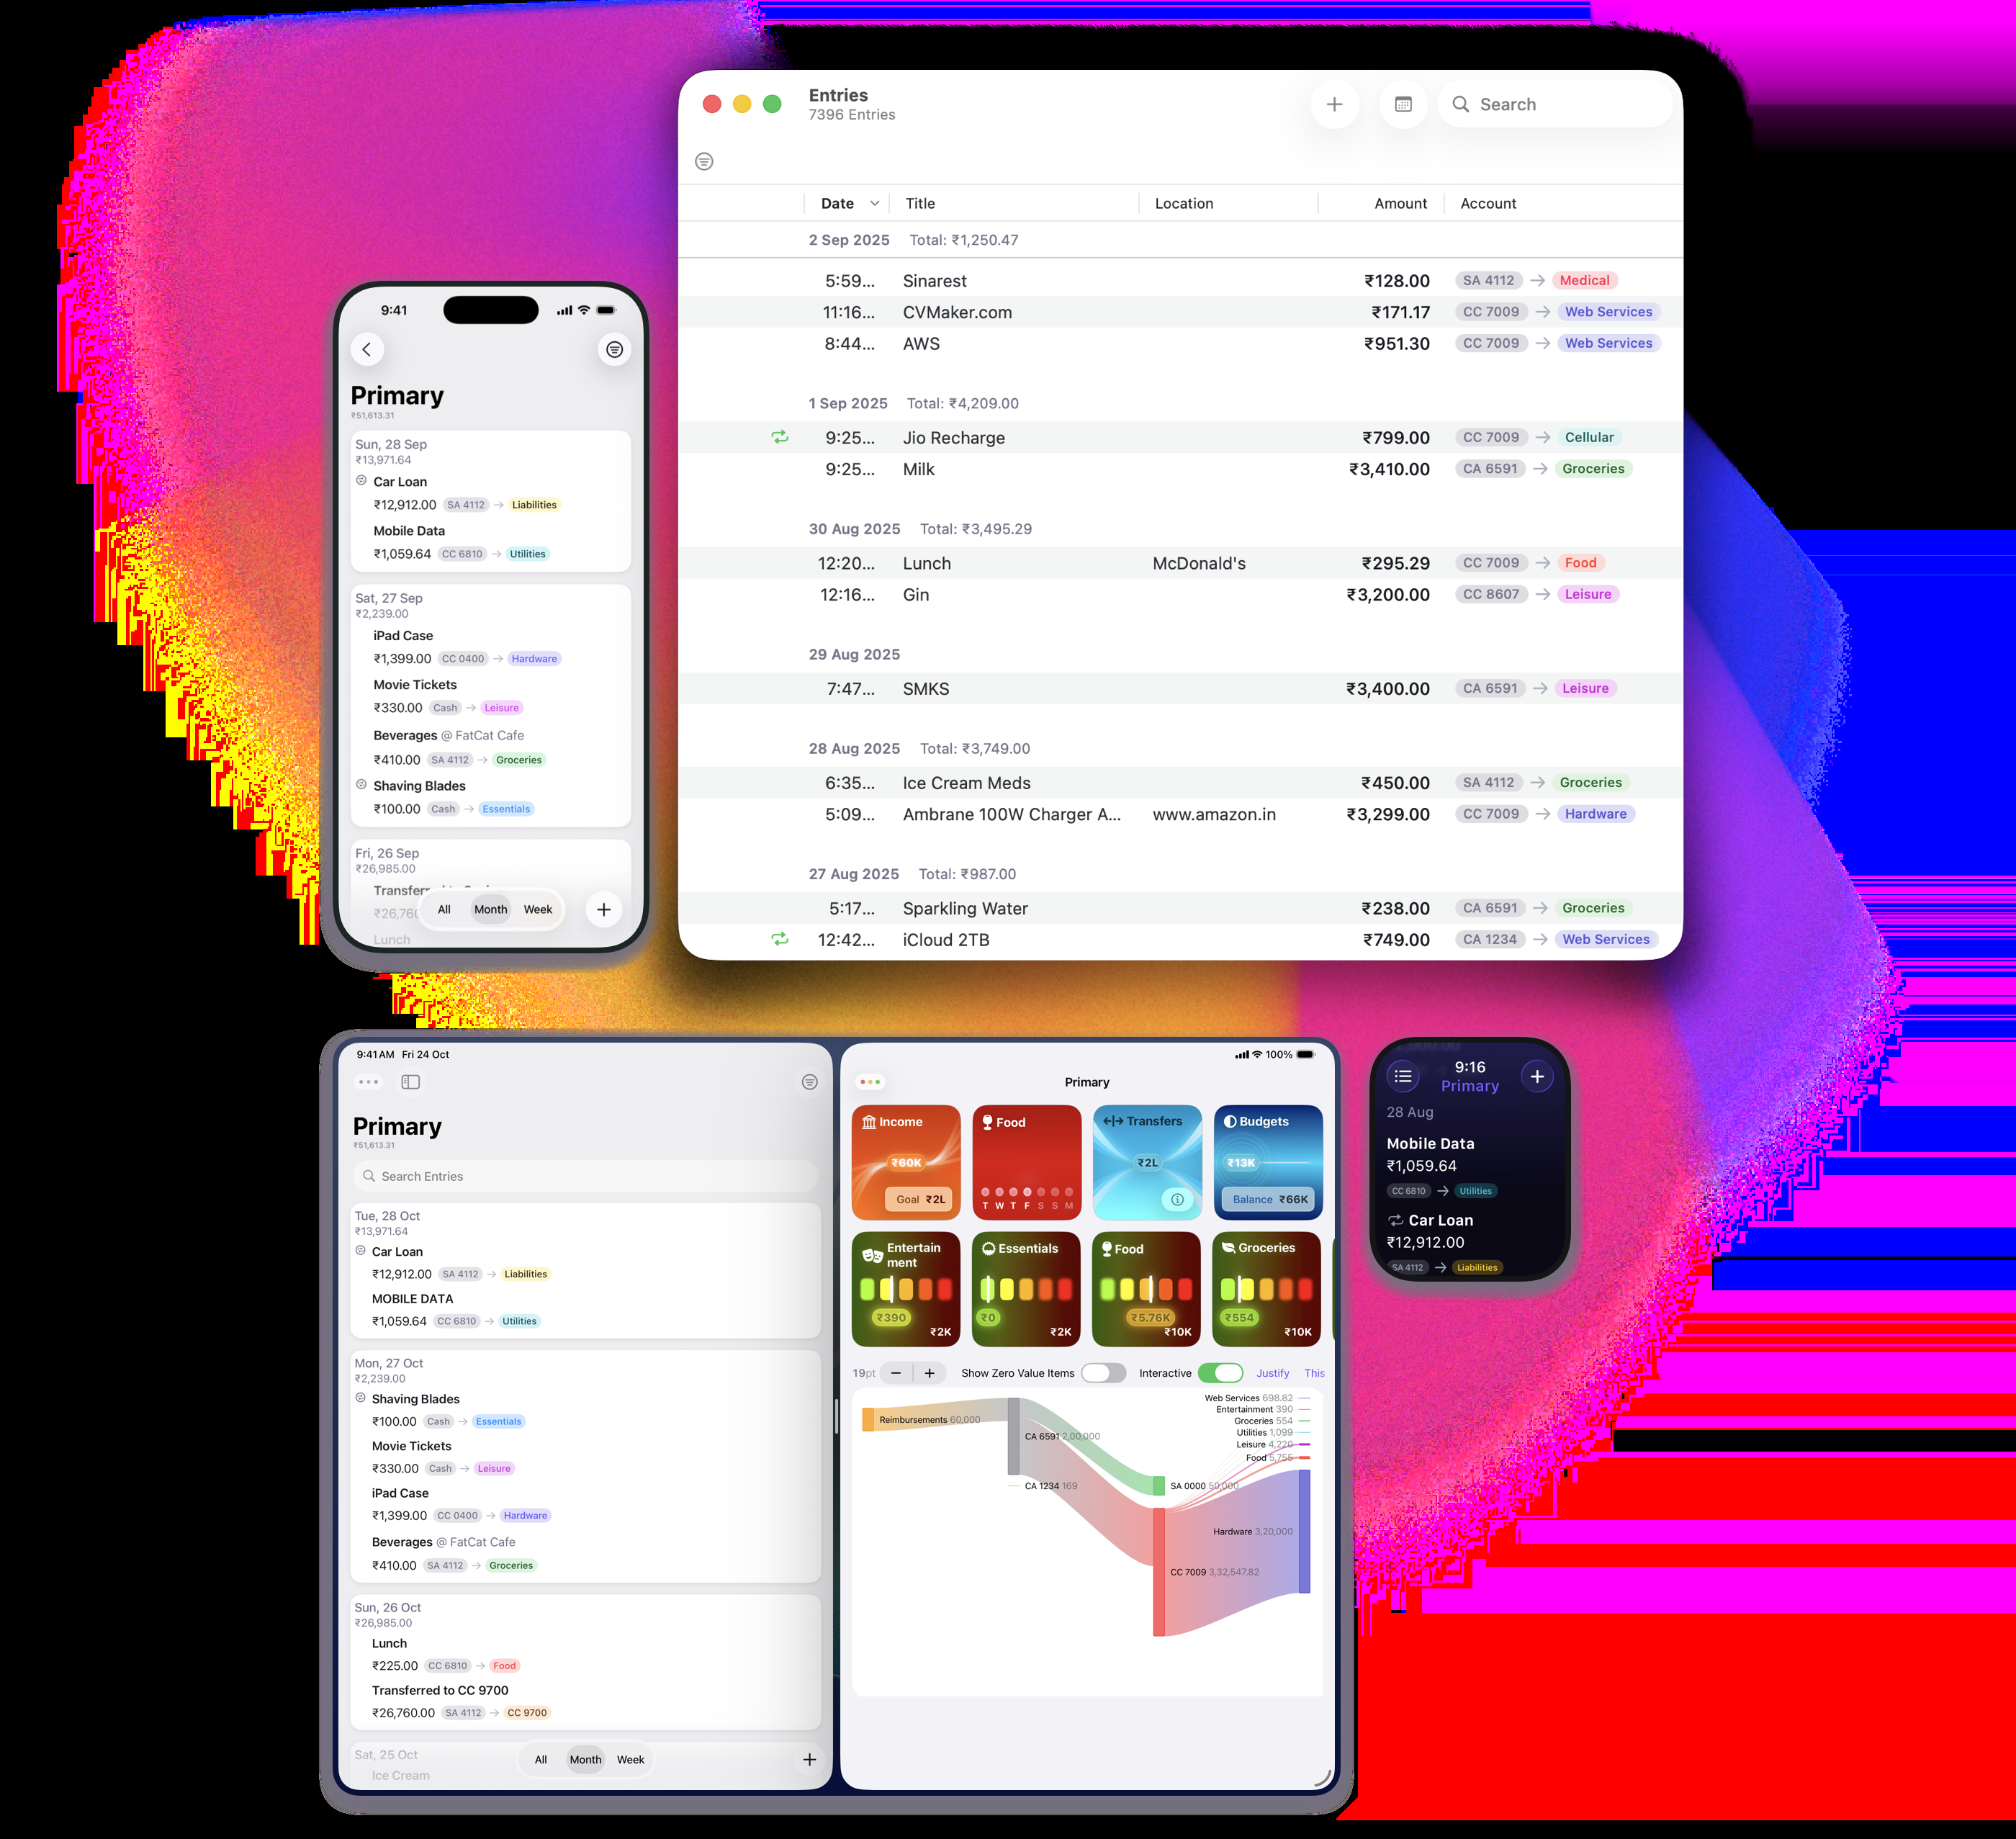 Entries
7396 Entries
Search
Date Title Location Amount Account
2 Sep 2025 Total: ₹1,250.47
5:59... Sinarest ₹128.00 SA 4112 → Medical
11:16... CVMaker.com ₹171.17 CC 7009 → Web Services
8:44... AWS ₹951.30 CC 7009 → Web Services
1 Sep 2025 Total: ₹4,209.00
9:25... Jio Recharge ₹799.00 CC 7009 → Cellular
9:25... Milk ₹3,410.00 CA 6591 → Groceries
30 Aug 2025 Total: ₹3,495.29
12:20... Lunch McDonald's ₹295.29 CC 7009 → Food
12:16... Gin ₹3,200.00 CC 8607 → Leisure
29 Aug 2025
7:47... SMKS ₹3,400.00 CA 6591 → Leisure
28 Aug 2025 Total: ₹3,749.00
6:35... Ice Cream Meds ₹450.00 SA 4112 → Groceries
5:09... Ambrane 100W Charger A... www.amazon.in ₹3,299.00 CC 7009 → Hardware
27 Aug 2025 Total: ₹987.00
5:17... Sparkling Water ₹238.00 CA 6591 → Groceries
12:42... iCloud 2TB ₹749.00 CA 1234 → Web Services
9:41
Primary
₹51,613.31
Sun, 28 Sep
₹13,971.64
Car Loan
₹12,912.00 SA 4112 → Liabilities
Mobile Data
₹1,059.64 CC 6810 → Utilities
Sat, 27 Sep
₹2,239.00
iPad Case
₹1,399.00 CC 0400 → Hardware
Movie Tickets
₹330.00 Cash → Leisure
Beverages @ FatCat Cafe
₹410.00 SA 4112 → Groceries
Shaving Blades
₹100.00 Cash → Essentials
Fri, 26 Sep
₹26,985.00
All Month Week
Lunch
9:41 AM Fri 24 Oct
Primary
₹51,613.31
Search Entries
Tue, 28 Oct
₹13,971.64
Car Loan
₹12,912.00 SA 4112 → Liabilities
MOBILE DATA
₹1,059.64 CC 6810 → Utilities
Mon, 27 Oct
₹2,239.00
Shaving Blades
₹100.00 Cash → Essentials
Movie Tickets
₹330.00 Cash → Leisure
iPad Case
₹1,399.00 CC 0400 → Hardware
Beverages @ FatCat Cafe
₹410.00 SA 4112 → Groceries
Sun, 26 Oct
₹26,985.00
Lunch
₹225.00 CC 6810 → Food
Transferred to CC 9700
₹26,760.00 SA 4112 → CC 9700
Sat, 25 Oct
Ice Cream
All Month Week
100%
Primary
Income
₹60K
Goal ₹2L
Food
T W T F S S M
Transfers
₹2L
Budgets
₹13K
Balance ₹66K
Entertain
ment
₹390
₹2K
Essentials
₹0
₹2K
Food
₹5.76K
₹10K
Groceries
₹554
₹10K
19pt − + Show Zero Value Items Interactive Justify This
Reimbursements 60,000
CA 6591 2,00,000
CA 1234 169
SA 0000 50,000
CC 7009 3,32,547.82
Web Services 698.82
Entertainment 390
Groceries 554
Utilities 1,099
Leisure 4,220
Food 5,755
Hardware 3,20,000
9:16
Primary
28 Aug
Mobile Data
₹1,059.64
CC 6810 → Utilities
Car Loan
₹12,912.00
SA 4112 → Liabilities